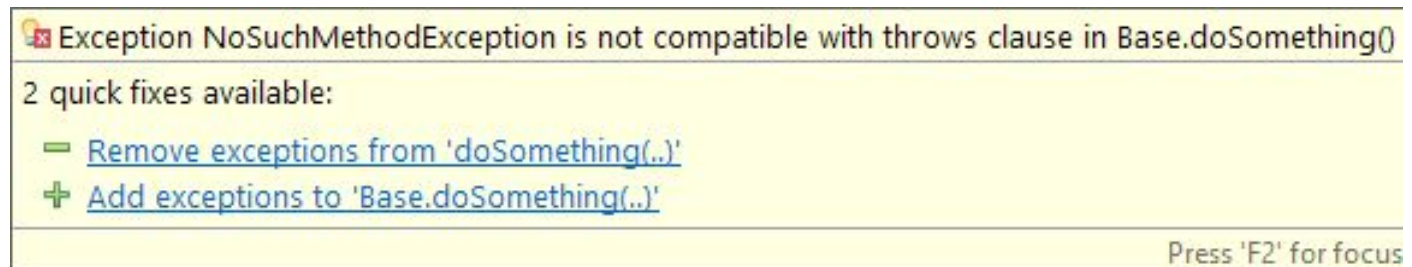 Exception NoSuchMethodException is not compatible with throws clause in Base.doSomething()
2 quick fixes available:
Remove exceptions from 'doSomething(..)'
Add exceptions to 'Base.doSomething(..)'
Press 'F2' for focus